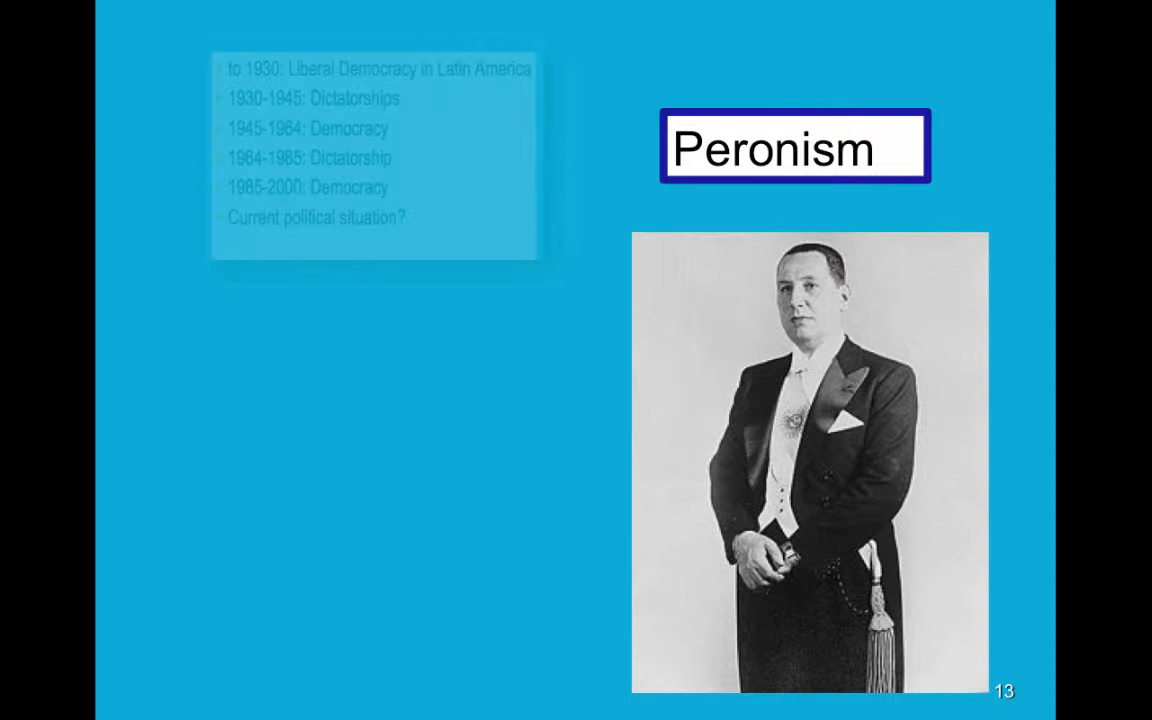 to 1930: Liberal Democracy in Latin America
1930-1945: Dictatorships
1945-1964: Democracy
1964-1985: Dictatorship
1985-2000: Democracy
Current political situation?
Peronism
13